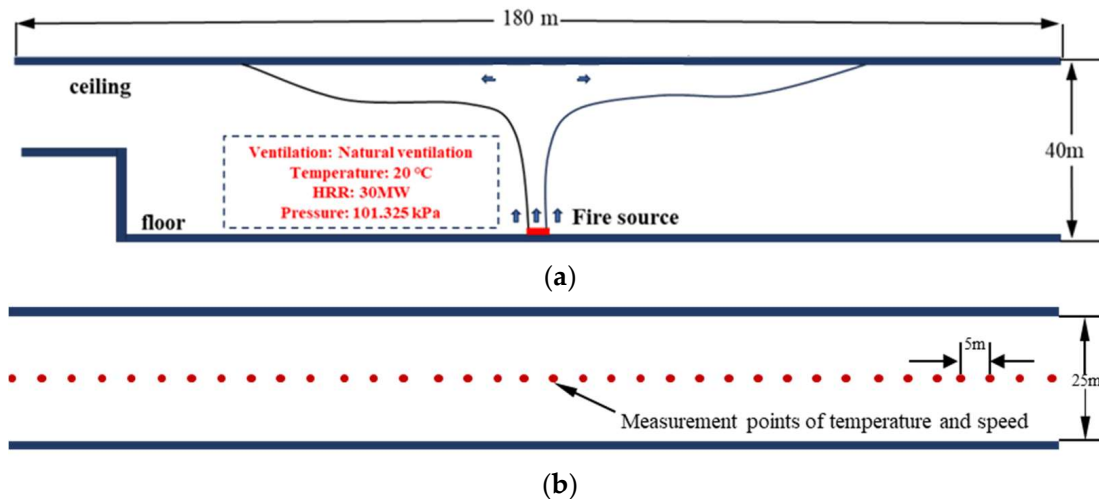 180 m
ceiling
Ventilation: Natural ventilation
Temperature: 20 °C
HRR: 30MW
Pressure: 101.325 kPa
40m
floor
Fire source
(a)
5m
25m
Measurement points of temperature and speed
(b)